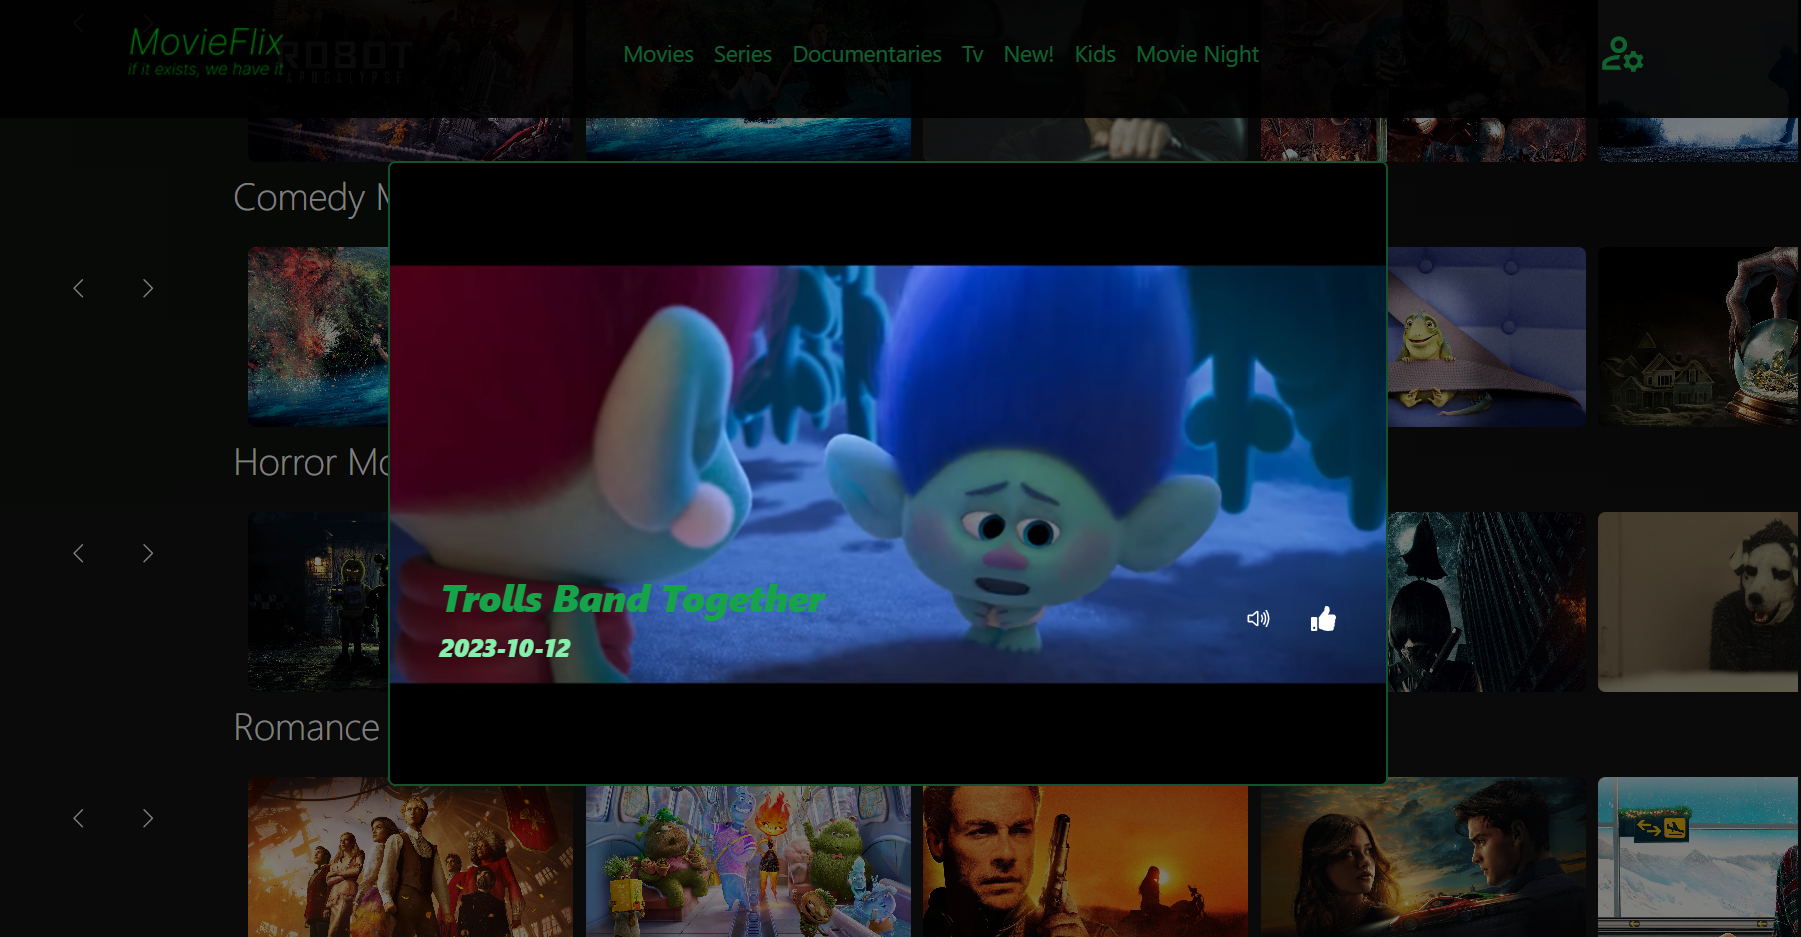 MovieFlix
if it exists, we have it
ROBOT
APOCALYPSE
Movies Series Documentaries Tv New! Kids Movie Night
Comedy M
Horror Mo
Trolls Band Together
2023-10-12
Romance